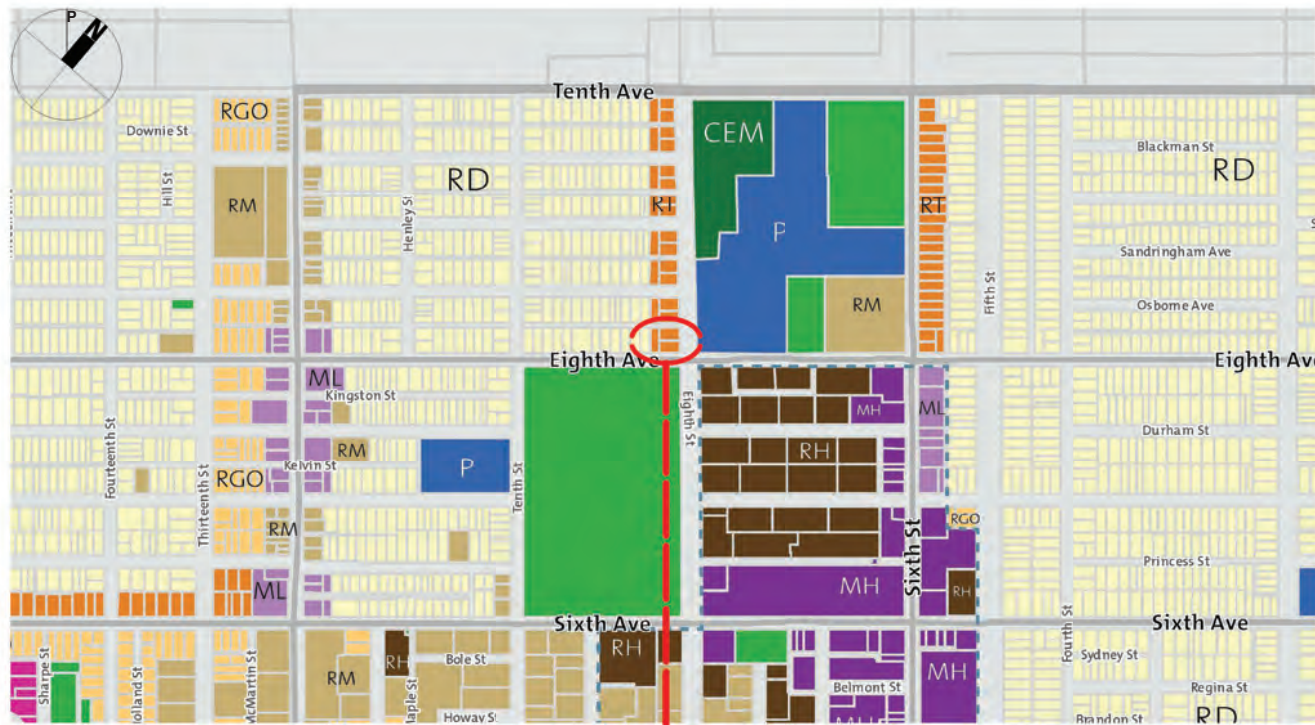 P
N
Tenth Ave
RGO
CEM
Downie St
Blackman St
RD
RD
Hill St
RM
Henley St
RT
P
RT
Sandringham Ave
Fifth St
RM
Osborne Ave
Eighth Ave
Eighth Ave
ML
Kingston St
Eighth St
MH
ML
Durham St
RM
RH
Kelvin St
P
Fourteenth St
Thirteenth St
RGO
Tenth St
RM
RGO
Sixth St
Princess St
ML
MH
RH
Sixth Ave
Sixth Ave
Fourth St
RH
Bole St
RH
Sydney St
Sharpe St
RM
MH
Belmont St
Regina St
McMartin St
Howay St
MH
RD
Brandon St